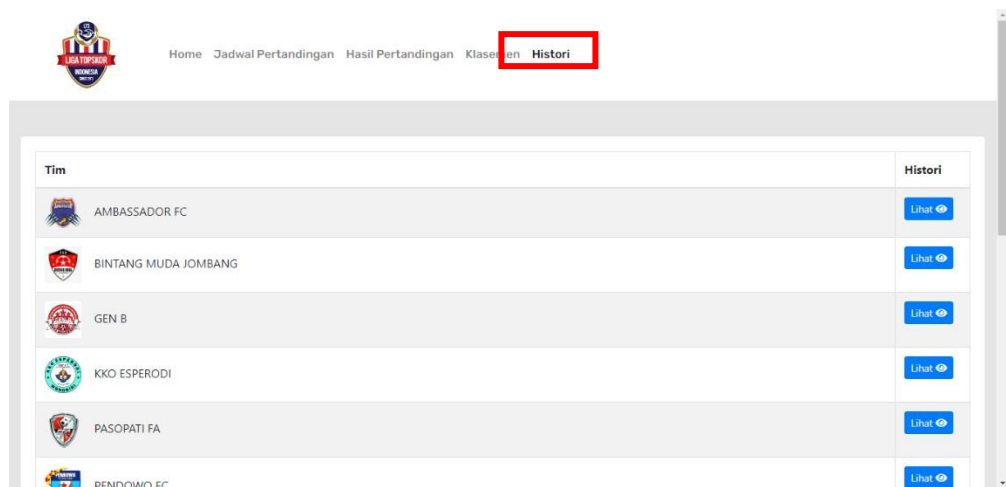 LIGA TOPSKOR
INDONESIA
Home Jadwal Pertandingan Hasil Pertandingan Klasemen Histori
Tim Histori
AMBASSADOR FC Lihat
BINTANG MUDA JOMBANG Lihat
GEN B Lihat
KKO ESPERODI Lihat
PASOPATI FA Lihat
PENDOWO FC Lihat